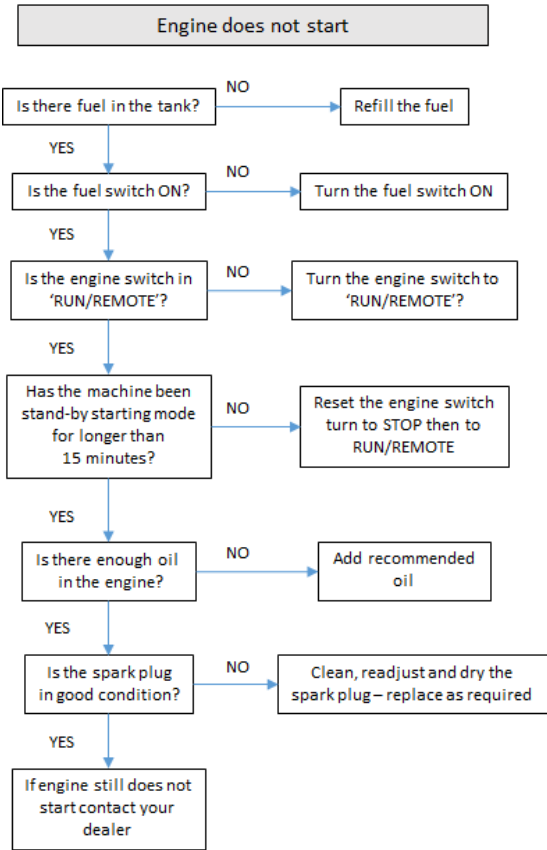 Engine does not start
Is there fuel in the tank?
NO
Refill the fuel
YES
Is the fuel switch ON?
NO
Turn the fuel switch ON
YES
Is the engine switch in
‘RUN/REMOTE’?
NO
Turn the engine switch to
‘RUN/REMOTE’?
YES
Has the machine been
stand-by starting mode
for longer than
15 minutes?
NO
Reset the engine switch
turn to STOP then to
RUN/REMOTE
YES
Is there enough oil
in the engine?
NO
Add recommended
oil
YES
Is the spark plug
in good condition?
NO
Clean, readjust and dry the
spark plug – replace as required
YES
If engine still does not
start contact your
dealer